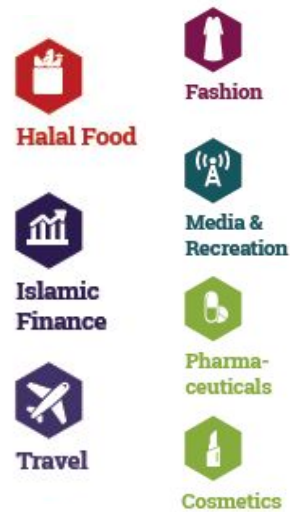 Halal Food
Islamic
Finance
Travel
Fashion
Media &
Recreation
Pharma-
ceuticals
Cosmetics